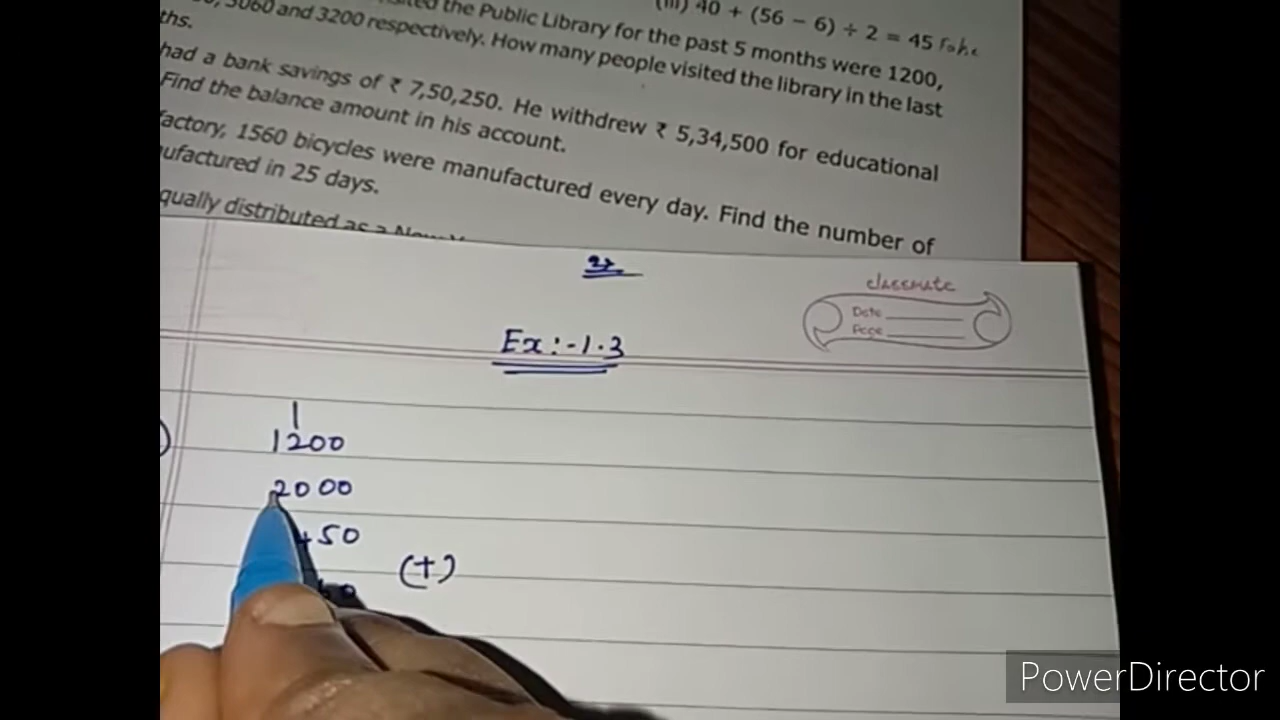 (iii) 40 + (56 − 6) ÷ 2 = 45
the Public Library for the past 5 months were 1200,
3060 and 3200 respectively. How many people visited the library in the last
ths.
had a bank savings of ₹ 7,50,250. He withdrew ₹ 5,34,500 for educational
Find the balance amount in his account.
factory, 1560 bicycles were manufactured every day. Find the number of
ufactured in 25 days.
qually distributed as a New
classmate
Date
Page
Ex:-1.3
1
1200
2000
450
(+)
PowerDirector